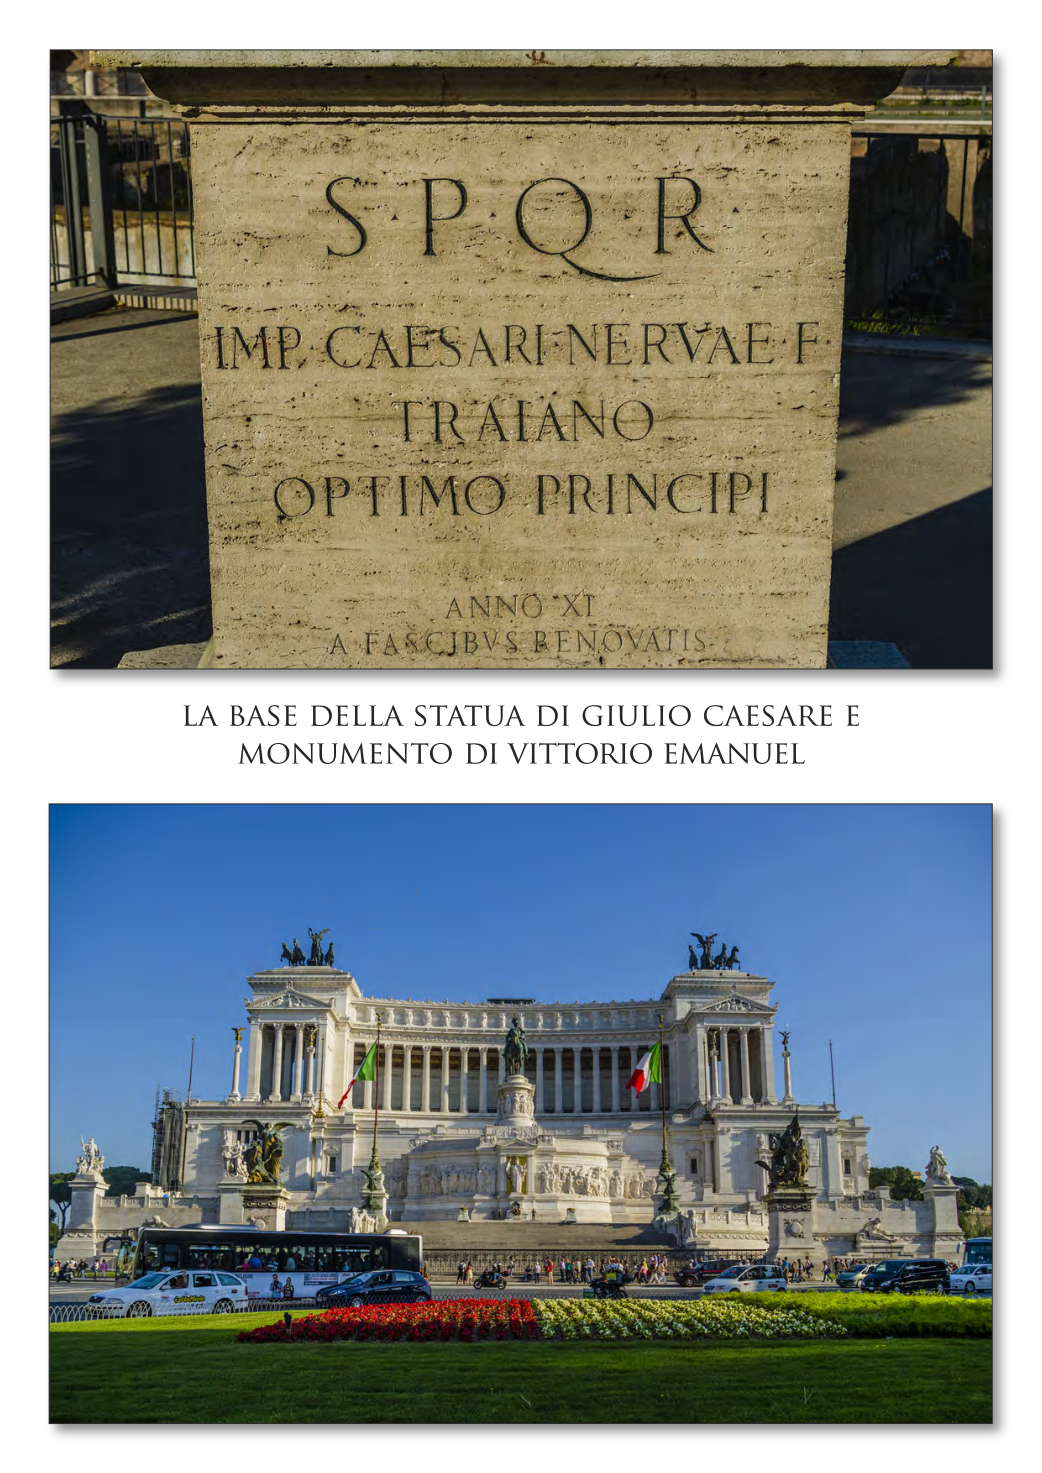 S·P·Q·R·
IMP·CAESARI·NERVAE·F·
TRAIANO
OPTIMO PRINCIPI
ANNO XI
A FASCIBVS RENOVATIS
LA BASE DELLA STATUA DI GIULIO CAESARE E
MONUMENTO DI VITTORIO EMANUEL